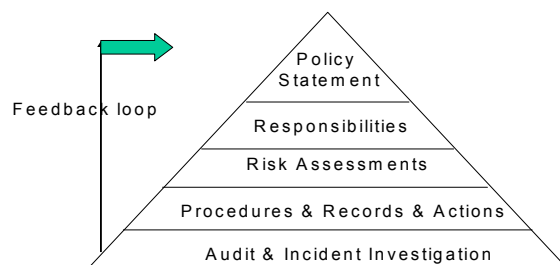 Policy
Statement
Feedback loop
Responsibilities
Risk Assessments
Procedures & Records & Actions
Audit & Incident Investigation